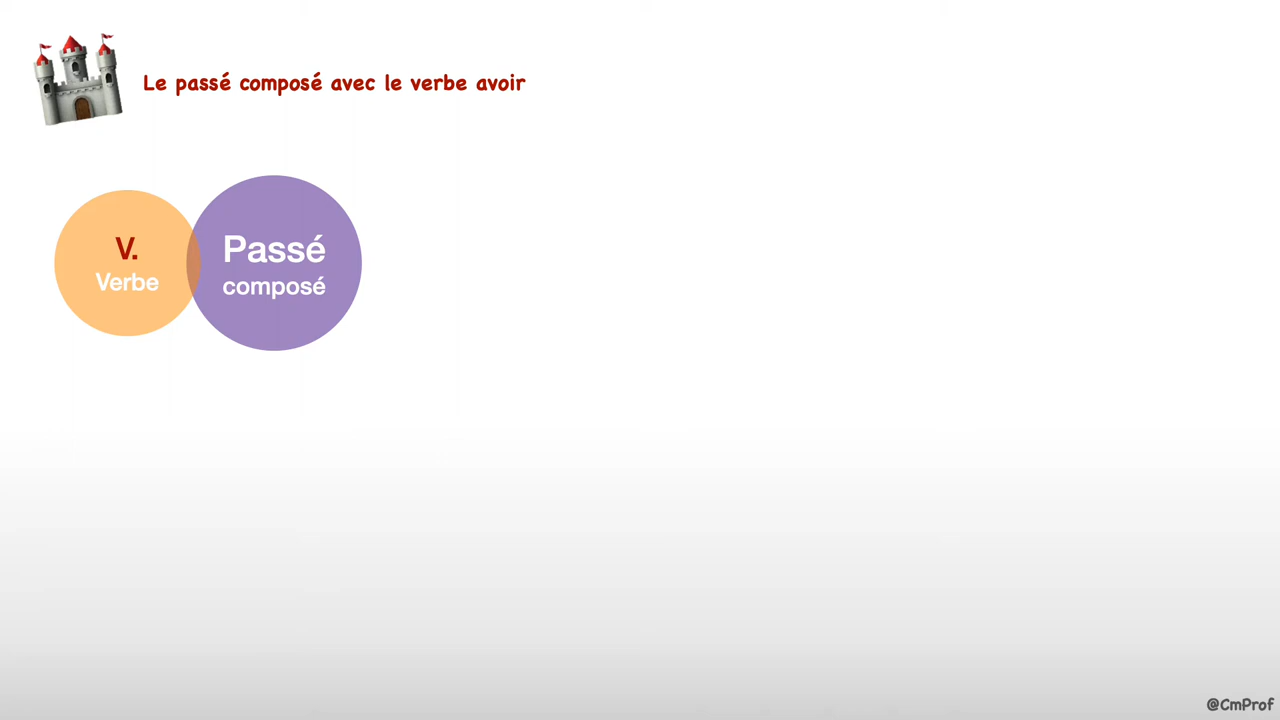 Le passé composé avec le verbe avoir
V.
Verbe
Passé
composé
@CmProf